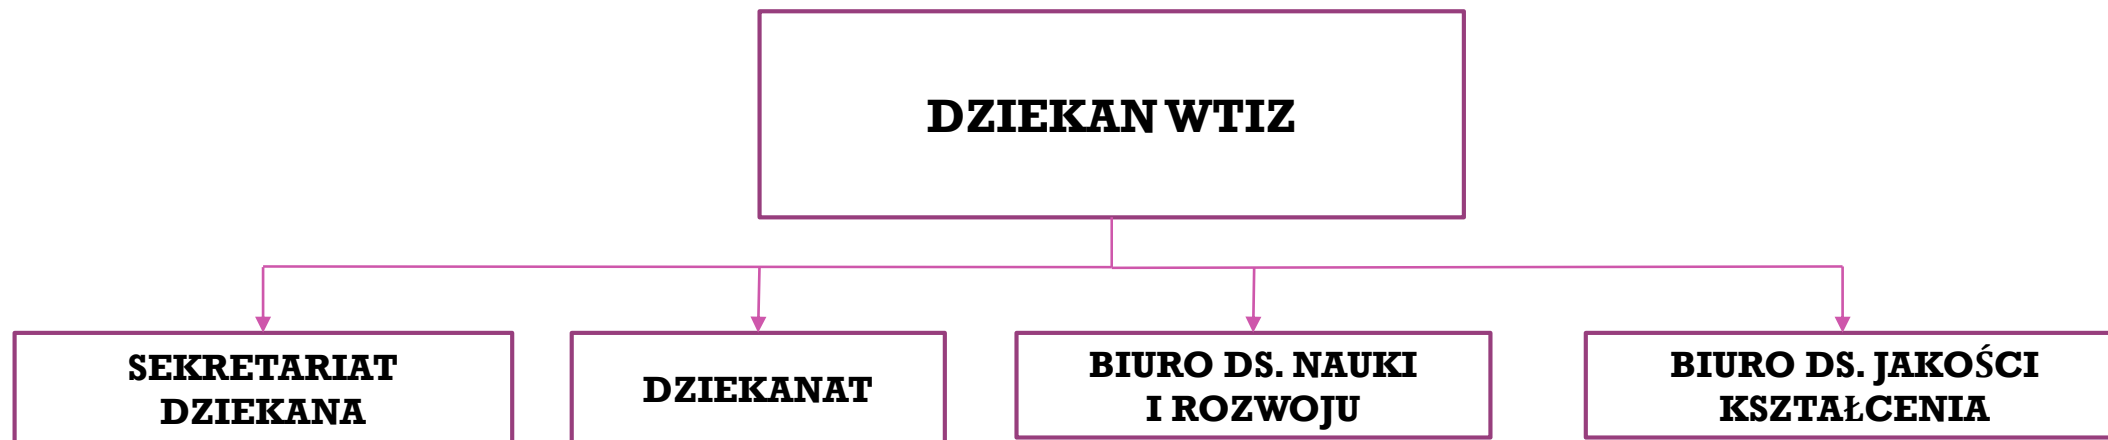 DZIEKAN WTIZ
SEKRETARIAT
DZIEKANA
DZIEKANAT
BIURO DS. NAUKI
I ROZWOJU
BIURO DS. JAKOŚCI
KSZTAŁCENIA